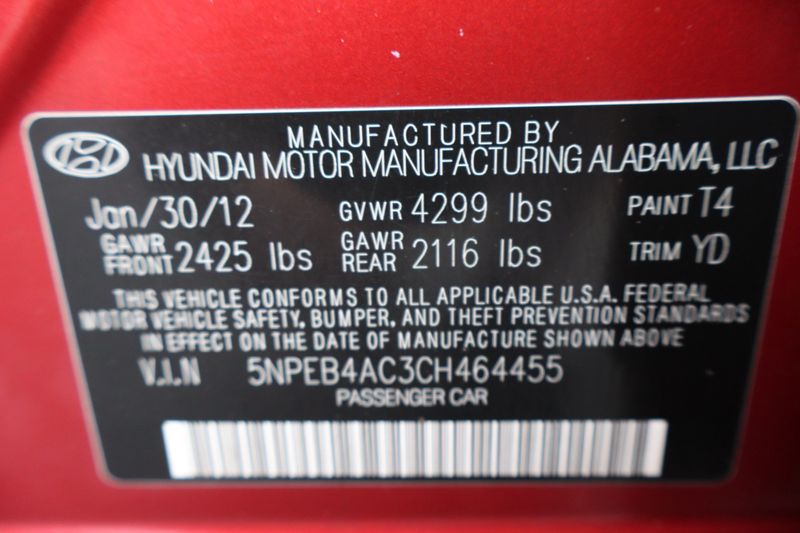 MANUFACTURED BY
HYUNDAI MOTOR MANUFACTURING ALABAMA, LLC
Jan/30/12 GVWR 4299 lbs PAINT T4
GAWR FRONT 2425 lbs GAWR REAR 2116 lbs TRIM YD
THIS VEHICLE CONFORMS TO ALL APPLICABLE U.S.A. FEDERAL
MOTOR VEHICLE SAFETY, BUMPER, AND THEFT PREVENTION STANDARDS
IN EFFECT ON THE DATE OF MANUFACTURE SHOWN ABOVE
V.I.N 5NPEB4AC3CH464455
PASSENGER CAR